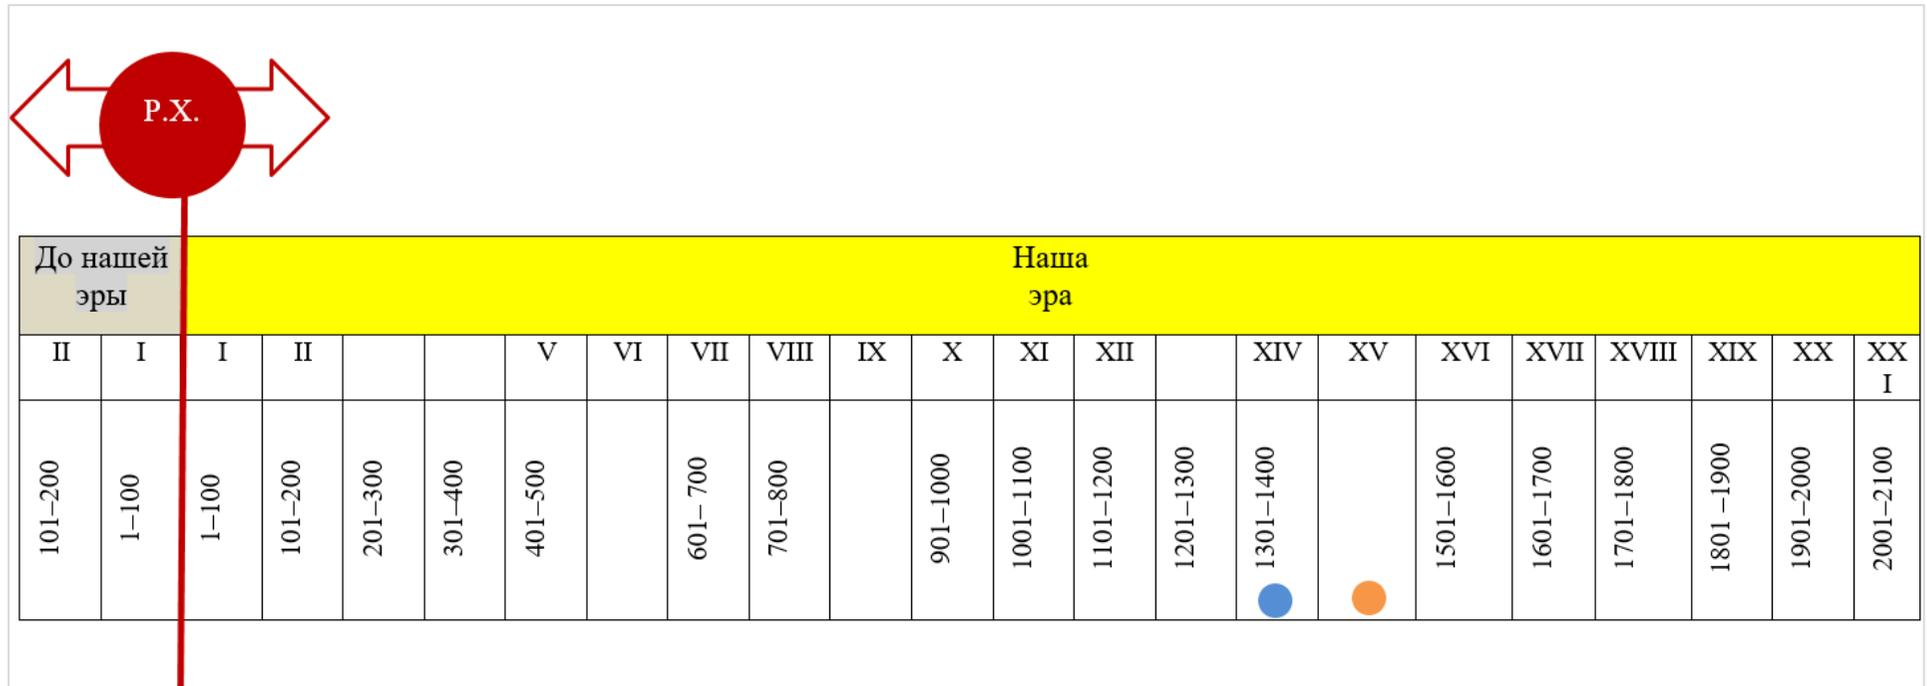 Р.Х.
До нашей
эры
Наша
эра
II I I II V VI VII VIII IX X XI XII XIV XV XVI XVII XVIII XIX XX XX
I
101–200
1–100
1–100
101–200
201–300
301–400
401–500
601– 700
701–800
901–1000
1001–1100
1101–1200
1201–1300
1301–1400
1501–1600
1601–1700
1701–1800
1801 –1900
1901–2000
2001–2100